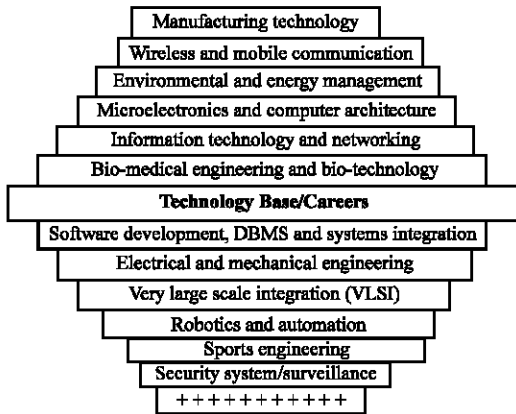 Manufacturing technology
Wireless and mobile communication
Environmental and energy management
Microelectronics and computer architecture
Information technology and networking
Bio-medical engineering and bio-technology
Technology Base/Careers
Software development, DBMS and systems integration
Electrical and mechanical engineering
Very large scale integration (VLSI)
Robotics and automation
Sports engineering
Security system/surveillance
+ + + + + + + + + + +